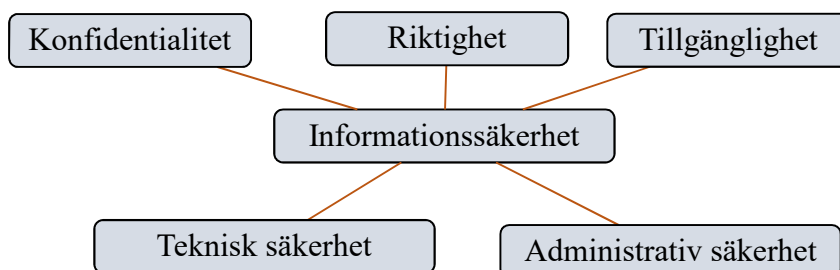 Konfidentialitet
Riktighet
Tillgänglighet
Informationssäkerhet
Teknisk säkerhet
Administrativ säkerhet